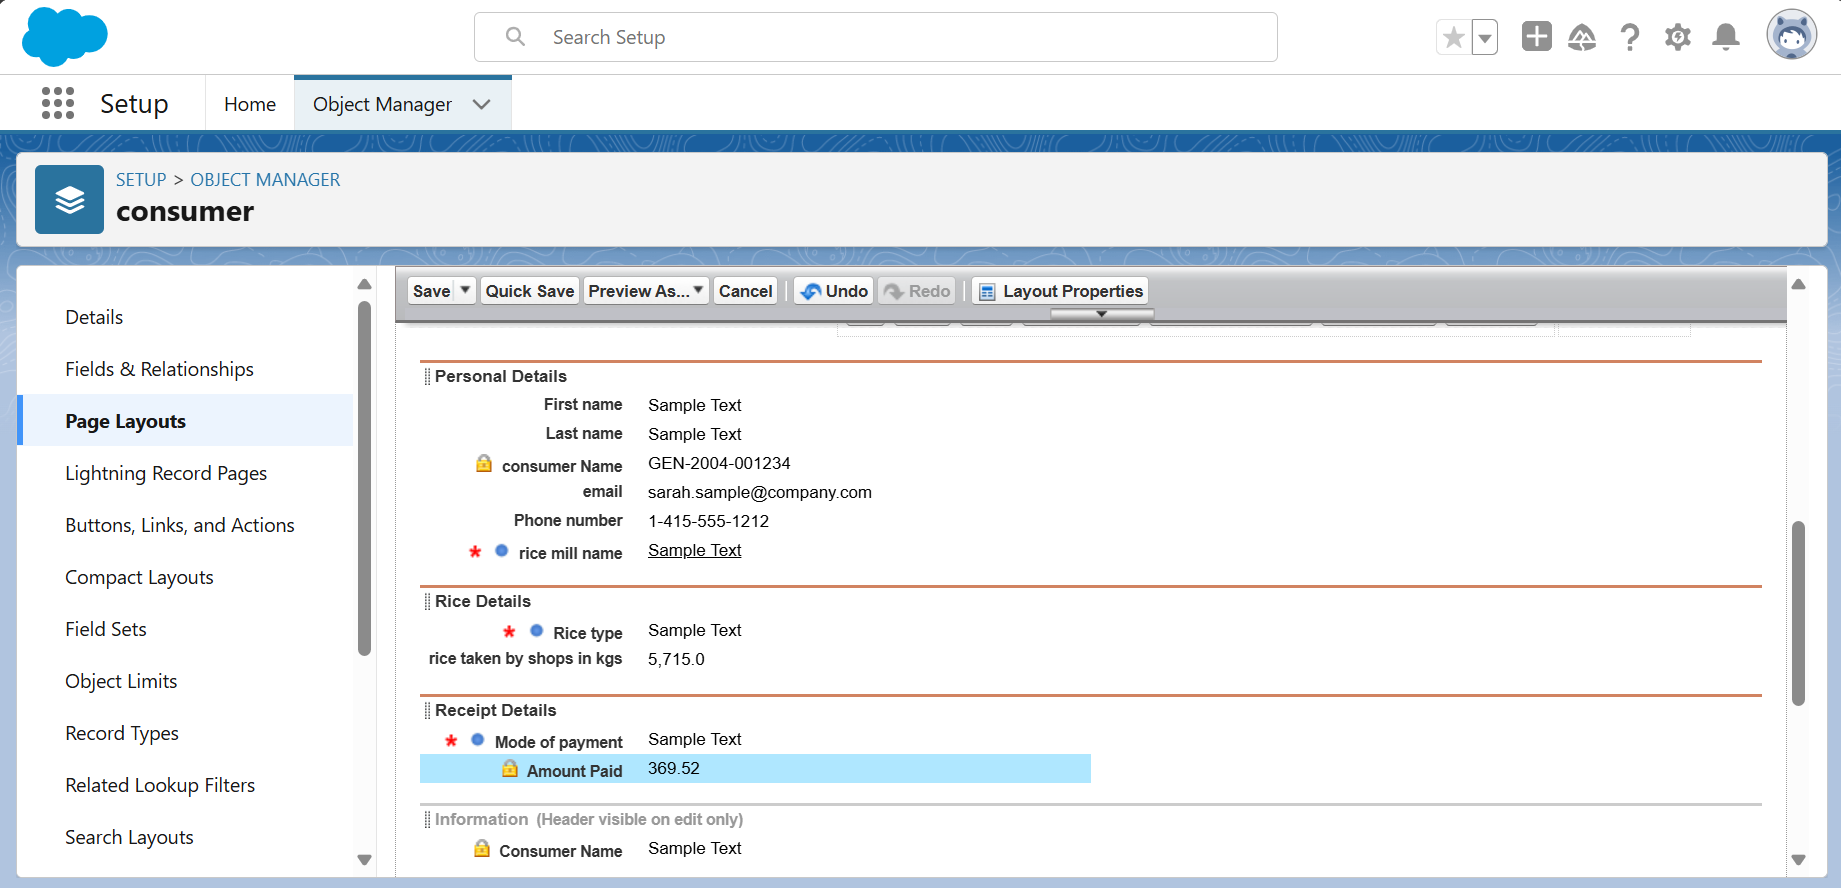 Search Setup
Setup
Home
Object Manager
SETUP > OBJECT MANAGER
consumer
Details
Fields & Relationships
Page Layouts
Lightning Record Pages
Buttons, Links, and Actions
Compact Layouts
Field Sets
Object Limits
Record Types
Related Lookup Filters
Search Layouts
Save
Quick Save
Preview As...
Cancel
Undo
Redo
Layout Properties
Personal Details
First name Sample Text
Last name Sample Text
consumer Name GEN-2004-001234
email sarah.sample@company.com
Phone number 1-415-555-1212
* rice mill name Sample Text
Rice Details
* Rice type Sample Text
rice taken by shops in kgs 5,715.0
Receipt Details
* Mode of payment Sample Text
Amount Paid 369.52
Information (Header visible on edit only)
Consumer Name Sample Text